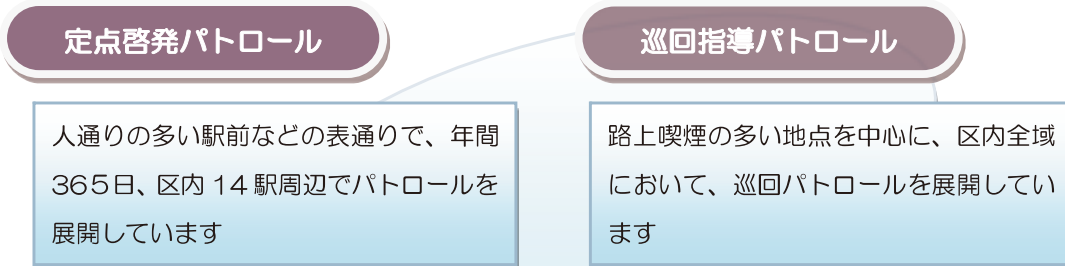 定点啓発パトロール
人通りの多い駅前などの表通りで、年間
365日、区内 14 駅周辺でパトロールを
展開しています
巡回指導パトロール
路上喫煙の多い地点を中心に、区内全域
において、巡回パトロールを展開してい
ます